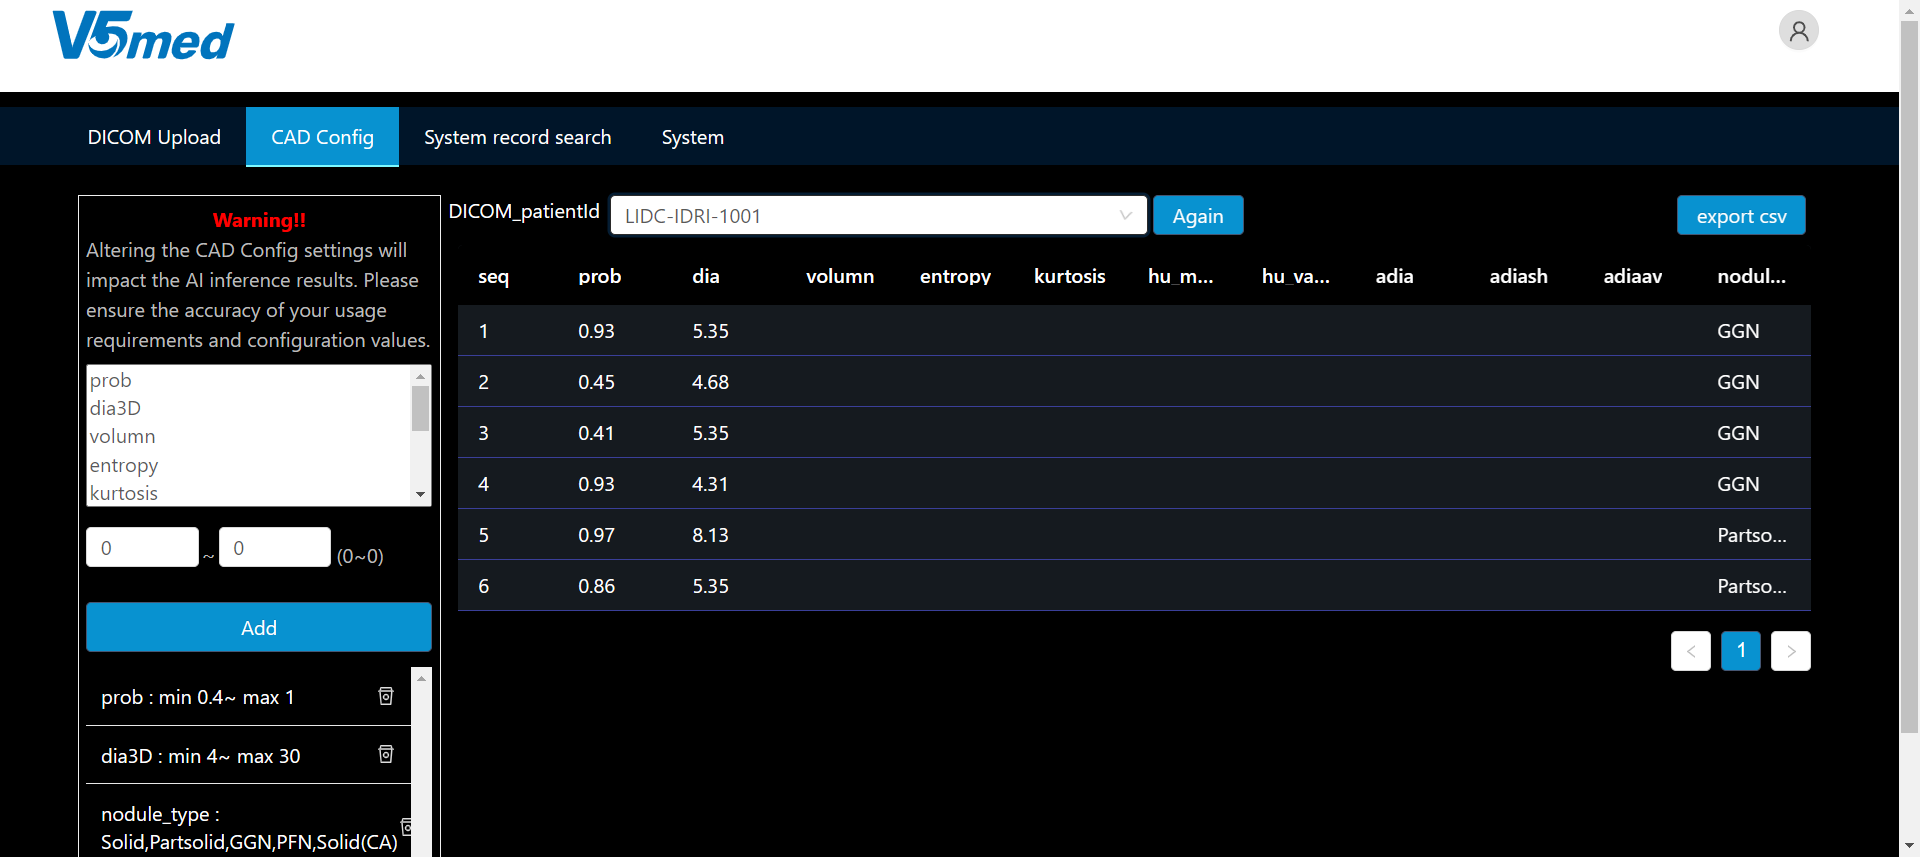 V5med
DICOM Upload
CAD Config
System record search
System
Warning!!
Altering the CAD Config settings will
impact the AI inference results. Please
ensure the accuracy of your usage
requirements and configuration values.
prob
dia3D
volumn
entropy
kurtosis
0 ~ 0 (0~0)
Add
prob : min 0.4~ max 1
dia3D : min 4~ max 30
nodule_type :
Solid,Partsolid,GGN,PFN,Solid(CA)
DICOM_patientId LIDC-IDRI-1001 Again export csv
seq prob dia volumn entropy kurtosis hu_m... hu_va... adia adiash adiaav nodul...
1 0.93 5.35 GGN
2 0.45 4.68 GGN
3 0.41 5.35 GGN
4 0.93 4.31 GGN
5 0.97 8.13 Partso...
6 0.86 5.35 Partso...
< 1 >